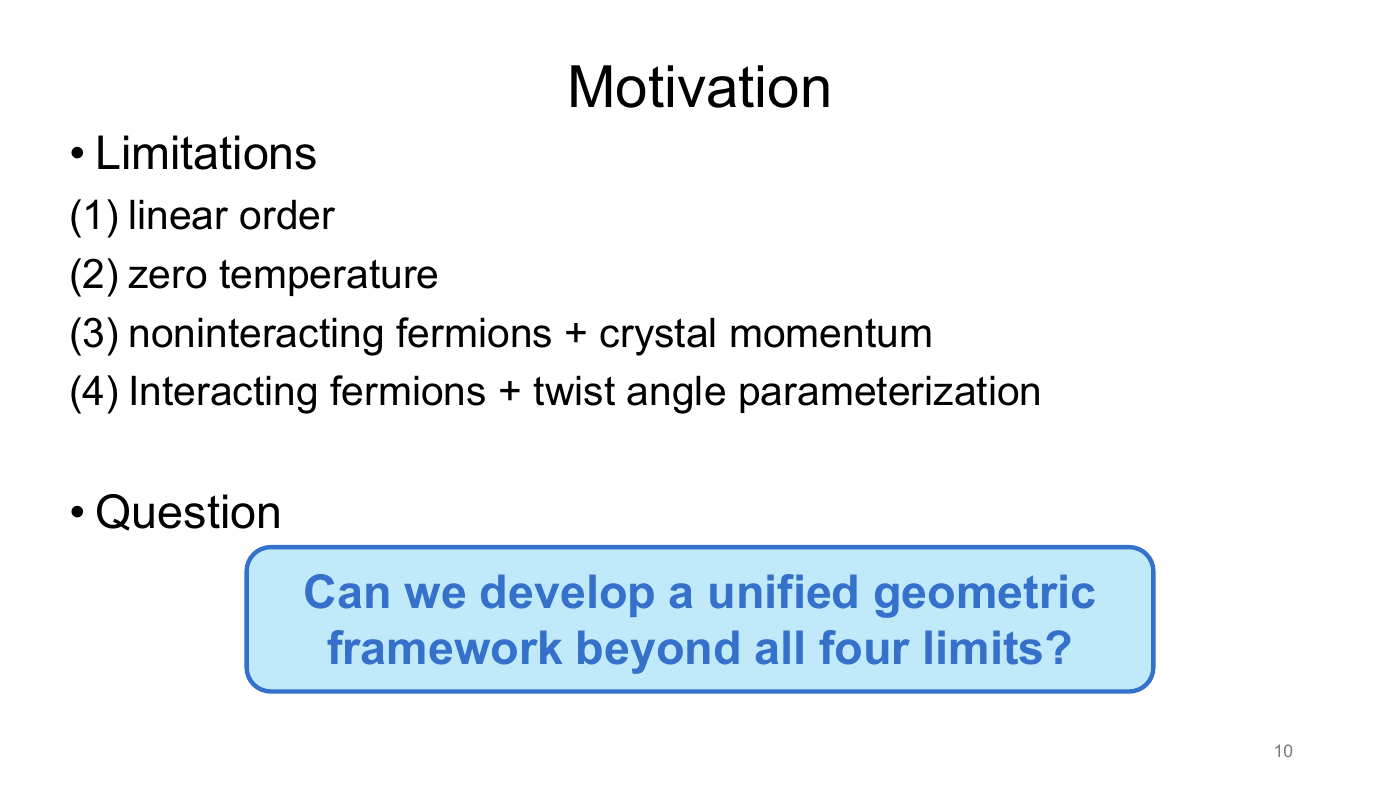 Motivation
• Limitations
(1) linear order
(2) zero temperature
(3) noninteracting fermions + crystal momentum
(4) Interacting fermions + twist angle parameterization
• Question
Can we develop a unified geometric
framework beyond all four limits?
10